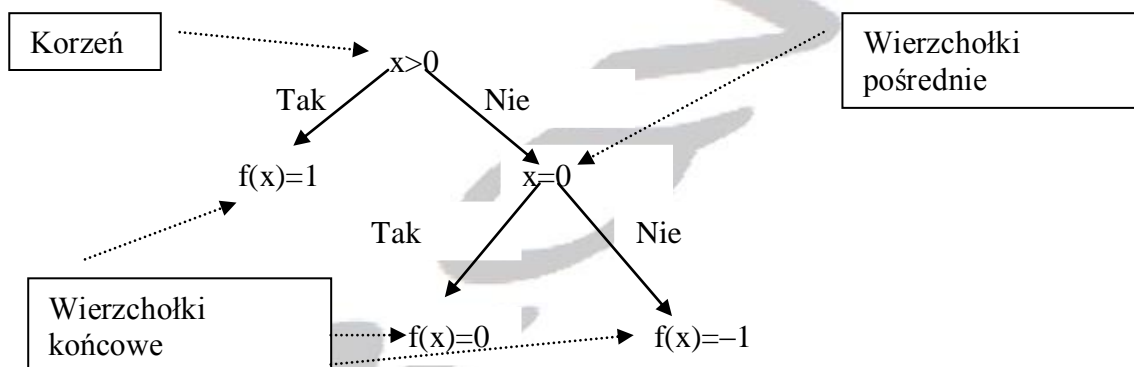 Korzeń
Wierzchołki
pośrednie
x>0
Tak
Nie
f(x)=1
x=0
Tak
Nie
Wierzchołki
końcowe
f(x)=0
f(x)=−1